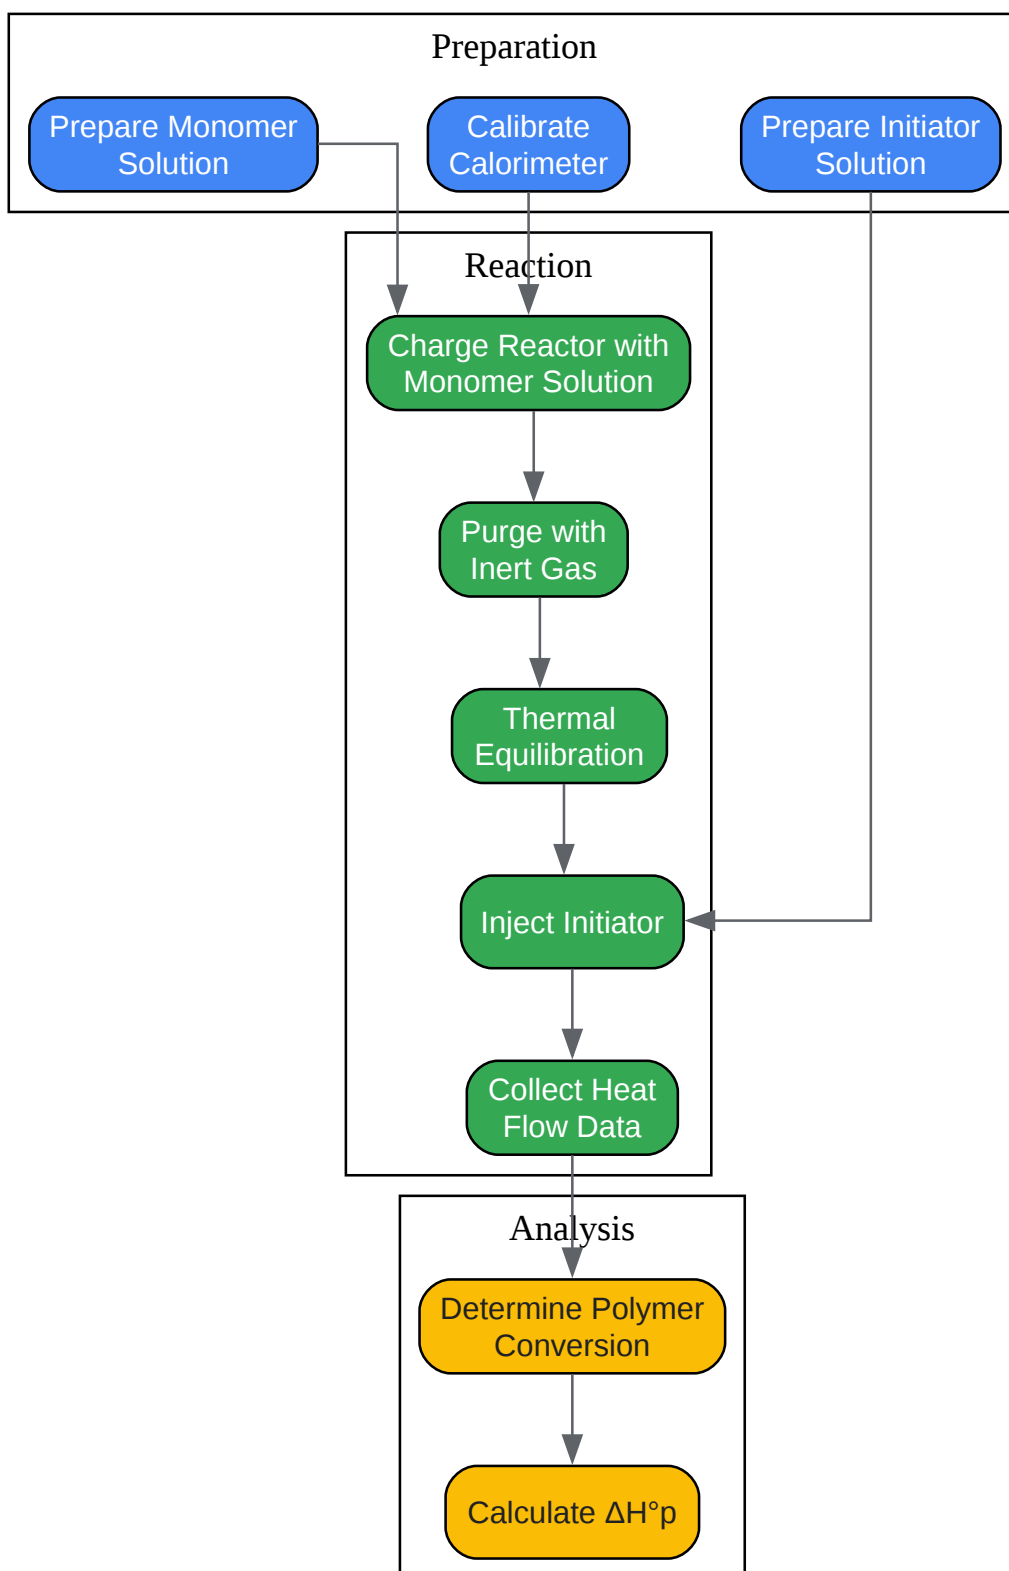 Preparation
Prepare Monomer
Solution
Calibrate
Calorimeter
Prepare Initiator
Solution
Reaction
Charge Reactor with
Monomer Solution
Purge with
Inert Gas
Thermal
Equilibration
Inject Initiator
Collect Heat
Flow Data
Analysis
Determine Polymer
Conversion
Calculate ΔH°p